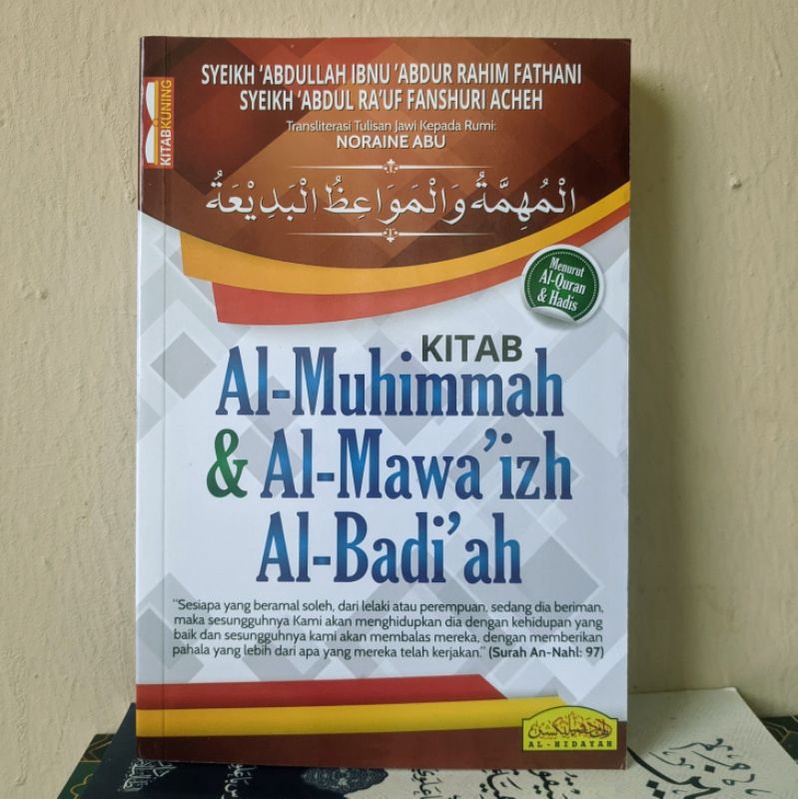 SYEIKH 'ABDULLAH IBNU 'ABDUR RAHIM FATHANI
SYEIKH 'ABDUL RA'UF FANSHURI ACHEH
Transliterasi Tulisan Jawi Kepada Rumi:
NORAINE ABU
KITABKUNING
الْمُهِمَّةُ وَالْمَوَاعِظُ الْبَدِيْعَةُ
Menurut
Al-Quran
& Hadis
KITAB
Al-Muhimmah
& Al-Mawa'izh
Al-Badi'ah
"Sesiapa yang beramal soleh, dari lelaki atau perempuan, sedang dia beriman,
maka sesungguhnya Kami akan menghidupkan dia dengan kehidupan yang
baik dan sesungguhnya kami akan membalas mereka, dengan memberikan
pahala yang lebih dari apa yang mereka telah kerjakan." (Surah An-Nahl: 97)
AL-HIDAYAH